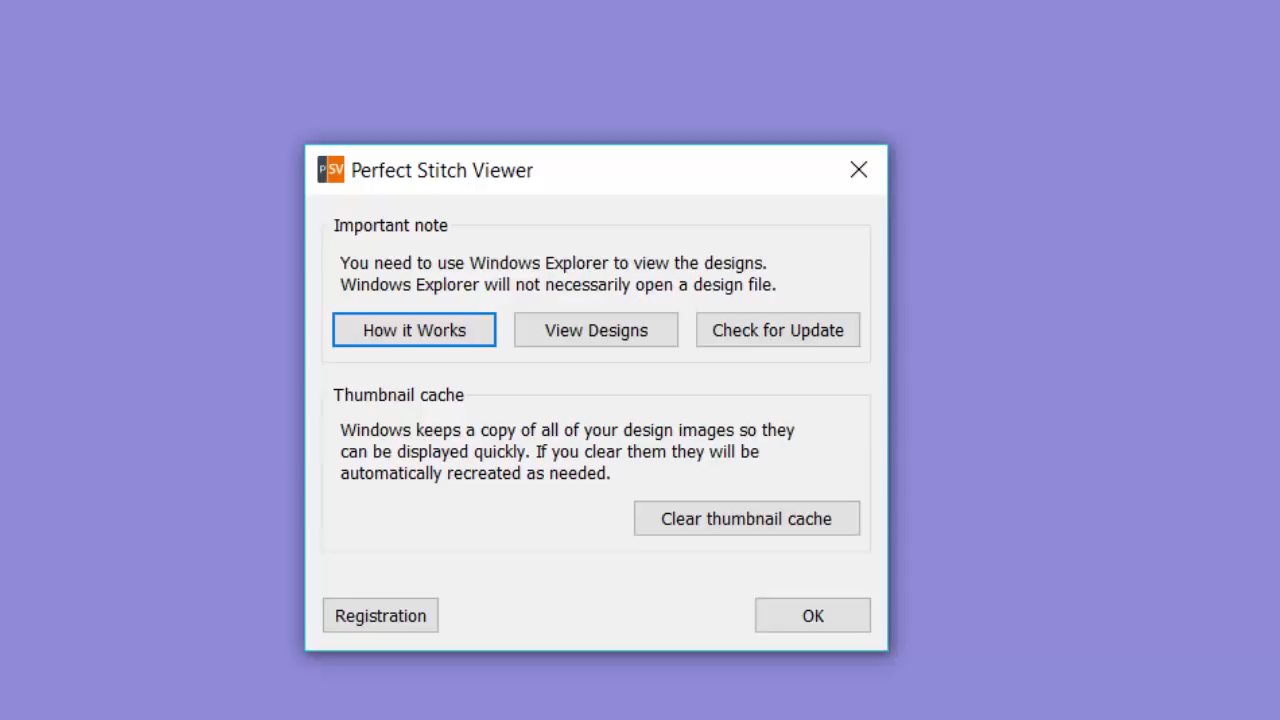 PSV Perfect Stitch Viewer
Important note
You need to use Windows Explorer to view the designs.
Windows Explorer will not necessarily open a design file.
How it Works
View Designs
Check for Update
Thumbnail cache
Windows keeps a copy of all of your design images so they
can be displayed quickly. If you clear them they will be
automatically recreated as needed.
Clear thumbnail cache
Registration
OK